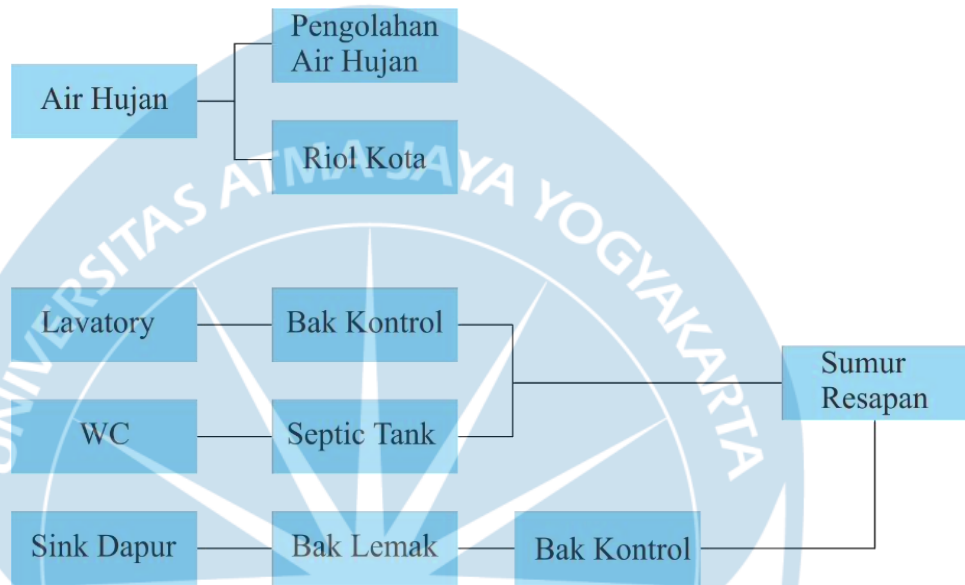 Pengolahan
Air Hujan
Air Hujan
Riol Kota
UNIVERSITAS ATMA JAYA YOGYAKARTA
Lavatory
Bak Kontrol
Sumur
Resapan
WC
Septic Tank
Sink Dapur
Bak Lemak
Bak Kontrol